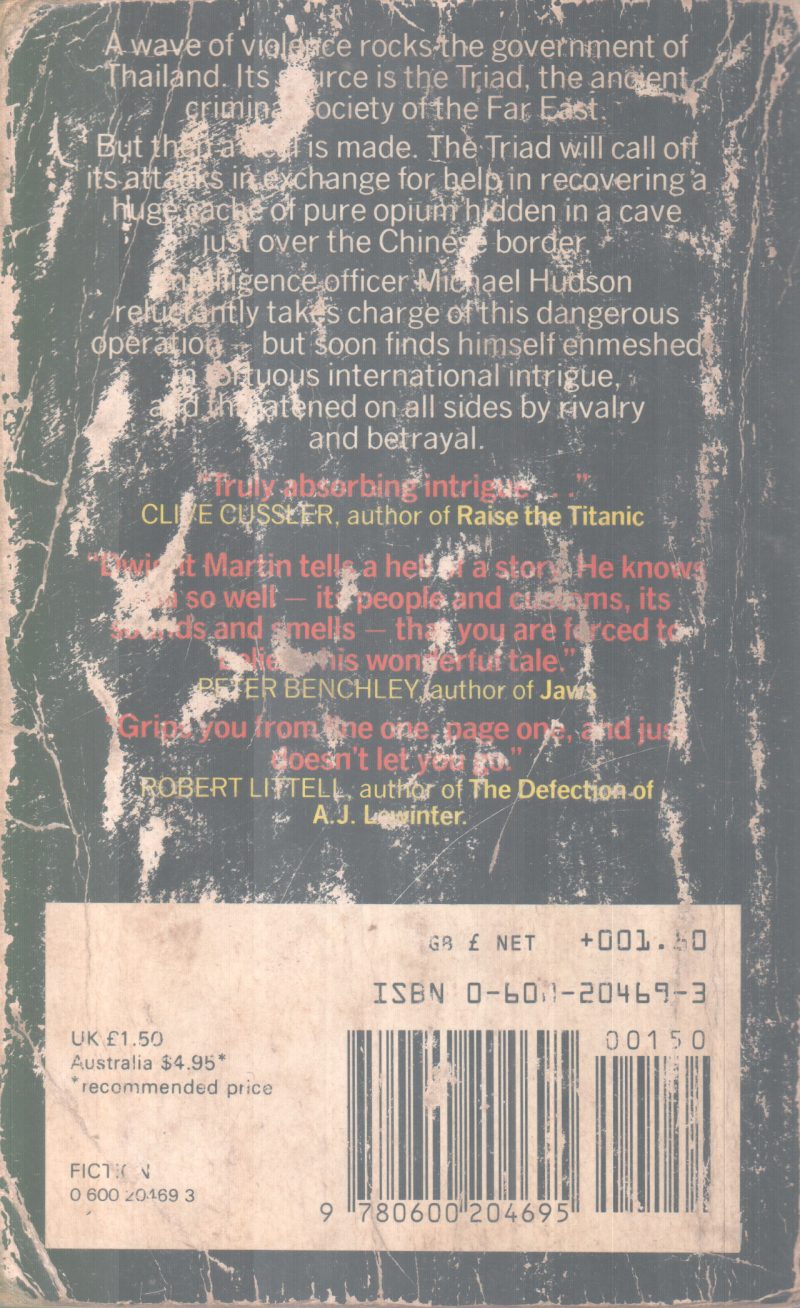 A wave of violence rocks the government of
Thailand. Its source is the Triad, the ancient
criminal society of the Far East.
But then a deal is made. The Triad will call off
its attacks in exchange for help in recovering a
huge cache of pure opium hidden in a cave
just over the Chinese border.
Intelligence officer Michael Hudson
reluctantly takes charge of this dangerous
operation — but soon finds himself enmeshed
in tortuous international intrigue,
and threatened on all sides by rivalry
and betrayal.
"Truly absorbing intrigue . . ."
CLIVE CUSSLER, author of Raise the Titanic
"Dwight Martin tells a hell of a story. He knows
so well — its people and customs, its
sounds and smells — that you are forced to
believe his wonderful tale."
PETER BENCHLEY, author of Jaws
"Grips you from line one, page one, and just
doesn't let you go."
ROBERT LITTELL, author of The Defection of
A.J. Lewinter.
GB £ NET +001.50
ISBN 0-600-20469-3
00150
UK £1.50
Australia $4.95*
*recommended price
FICTION
0 600 20469 3
9 780600 204695